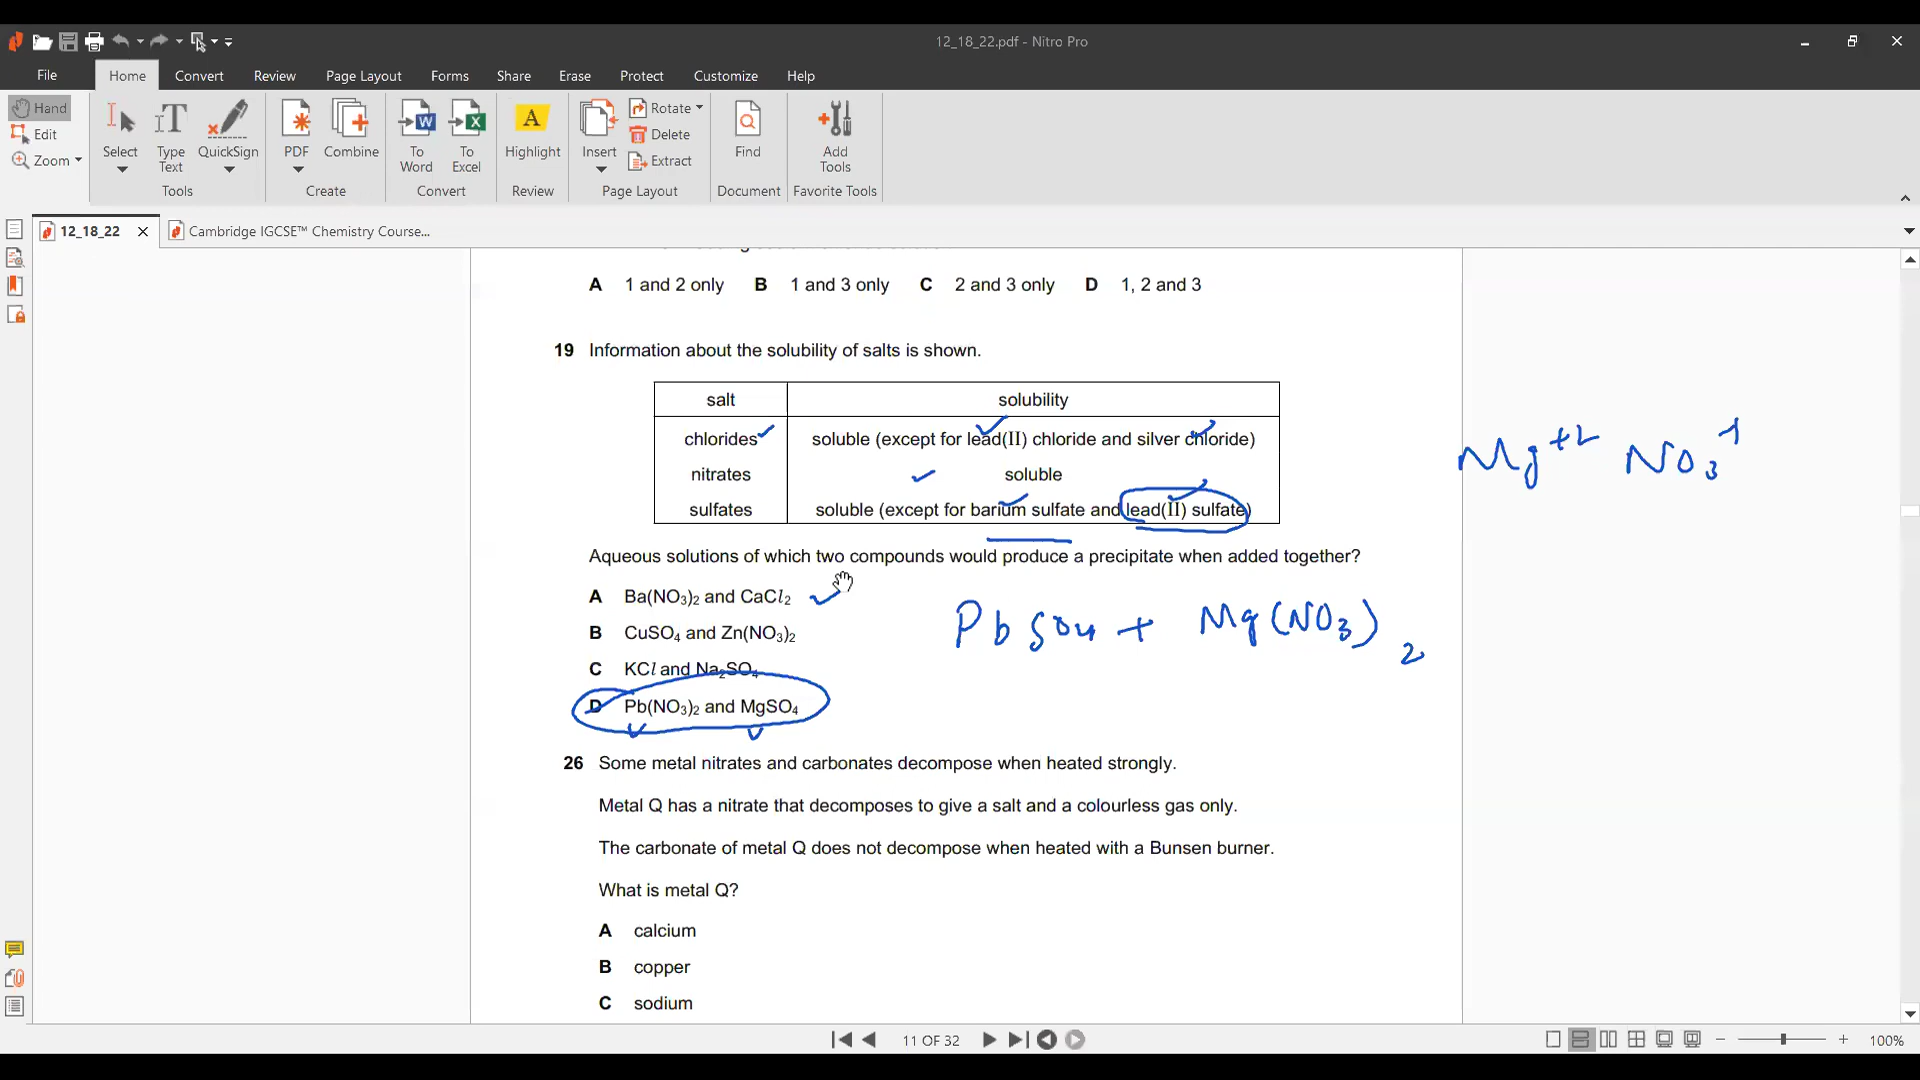 12_18_22.pdf - Nitro Pro
File Home Convert Review Page Layout Forms Share Erase Protect Customize Help
Hand
Edit
Zoom
Select
Type Text
QuickSign
Tools
PDF
Combine
Create
To Word
To Excel
Convert
Highlight
Review
Insert
Rotate
Delete
Extract
Page Layout
Find
Document
Add Tools
Favorite Tools
12_18_22
Cambridge IGCSE™ Chemistry Course...
A 1 and 2 only B 1 and 3 only C 2 and 3 only D 1, 2 and 3
19 Information about the solubility of salts is shown.
salt solubility
chlorides soluble (except for lead(II) chloride and silver chloride)
nitrates soluble
sulfates soluble (except for barium sulfate and lead(II) sulfate)
Mg+2 NO3-1
Aqueous solutions of which two compounds would produce a precipitate when added together?
A Ba(NO3)2 and CaCl2
B CuSO4 and Zn(NO3)2
C KCl and Na2SO4
D Pb(NO3)2 and MgSO4
PbSO4 + Mg(NO3)2
26 Some metal nitrates and carbonates decompose when heated strongly.
Metal Q has a nitrate that decomposes to give a salt and a colourless gas only.
The carbonate of metal Q does not decompose when heated with a Bunsen burner.
What is metal Q?
A calcium
B copper
C sodium
11 OF 32
100%